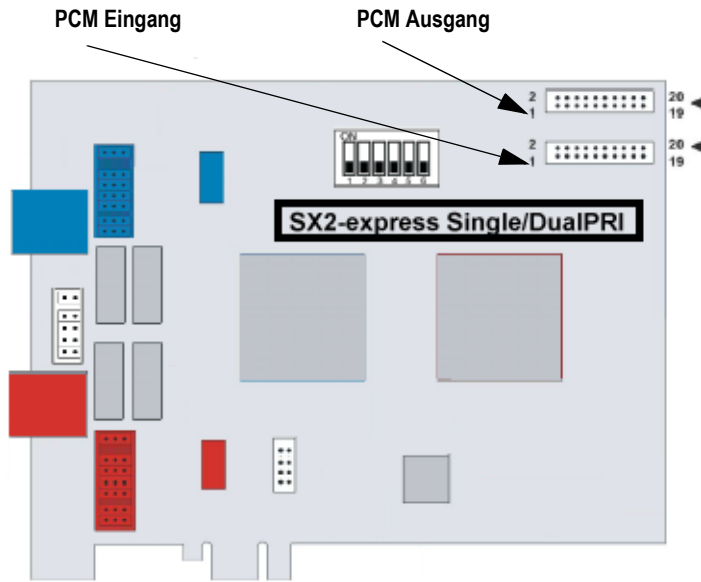 PCM Eingang
PCM Ausgang
2 20
1 19
ON
2 20
1 19
1 2 3 4 5 6
SX2-express Single/DualPRI